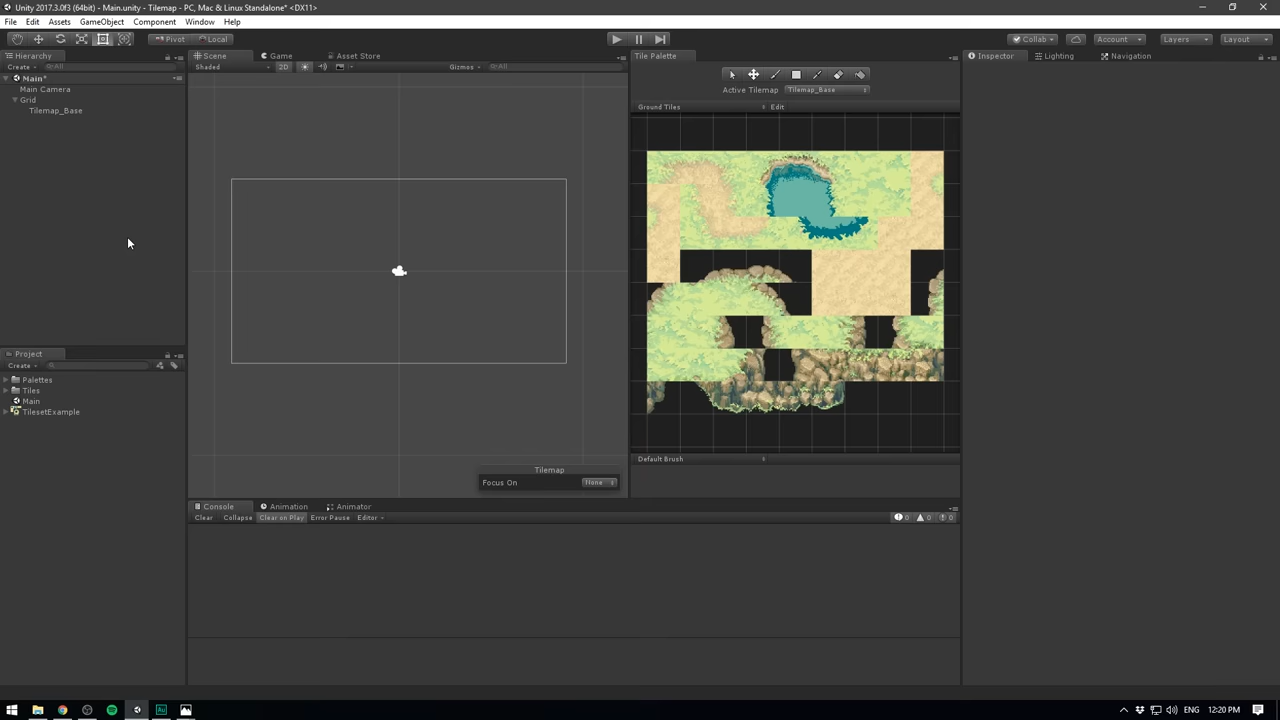 Unity 2017.3.0f3 (64bit) - Main.unity - Tilemap - PC, Mac & Linux Standalone* <DX11>
File Edit Assets GameObject Component Window Help
Pivot Local Collab Account Layers Layout
Hierarchy Scene Game Asset Store Tile Palette Inspector Lighting Navigation
Create All Shaded 2D Gizmos All
Main*
Main Camera
Grid
Tilemap_Base
Active Tilemap Tilemap_Base
Ground Tiles Edit
Project
Create
Palettes
Tiles
Main
TilesetExample
Default Brush
Tilemap
Focus On None
Console Animation Animator
Clear Collapse Clear on Play Error Pause Editor 0 0 0
Au ENG 12:20 PM